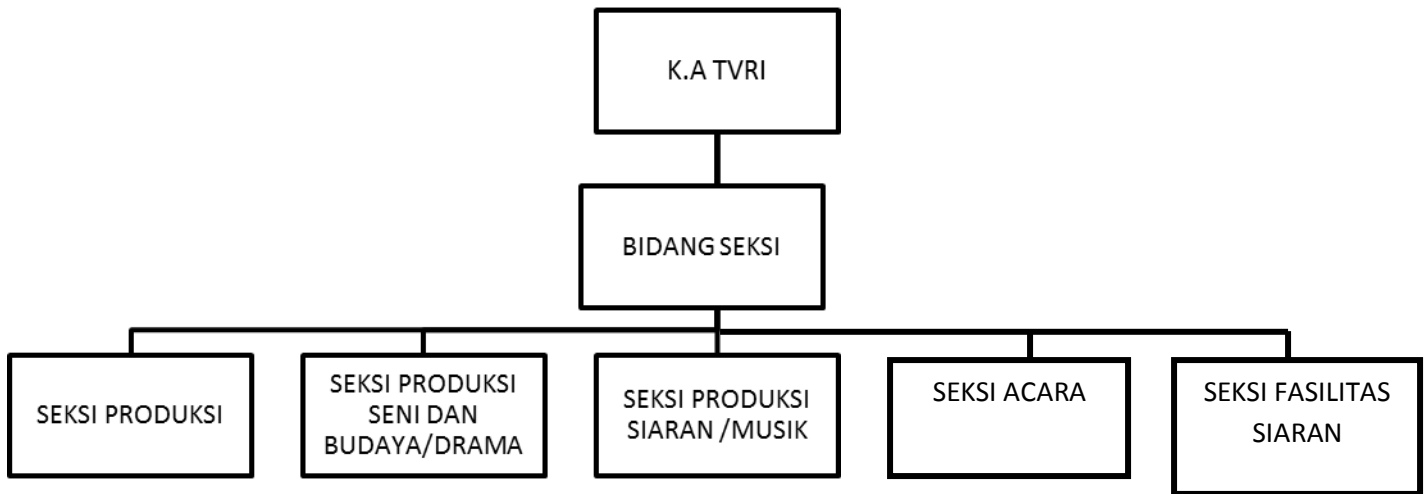 K.A TVRI
BIDANG SEKSI
SEKSI PRODUKSI
SEKSI PRODUKSI
SENI DAN
BUDAYA/DRAMA
SEKSI PRODUKSI
SIARAN /MUSIK
SEKSI ACARA
SEKSI FASILITAS
SIARAN